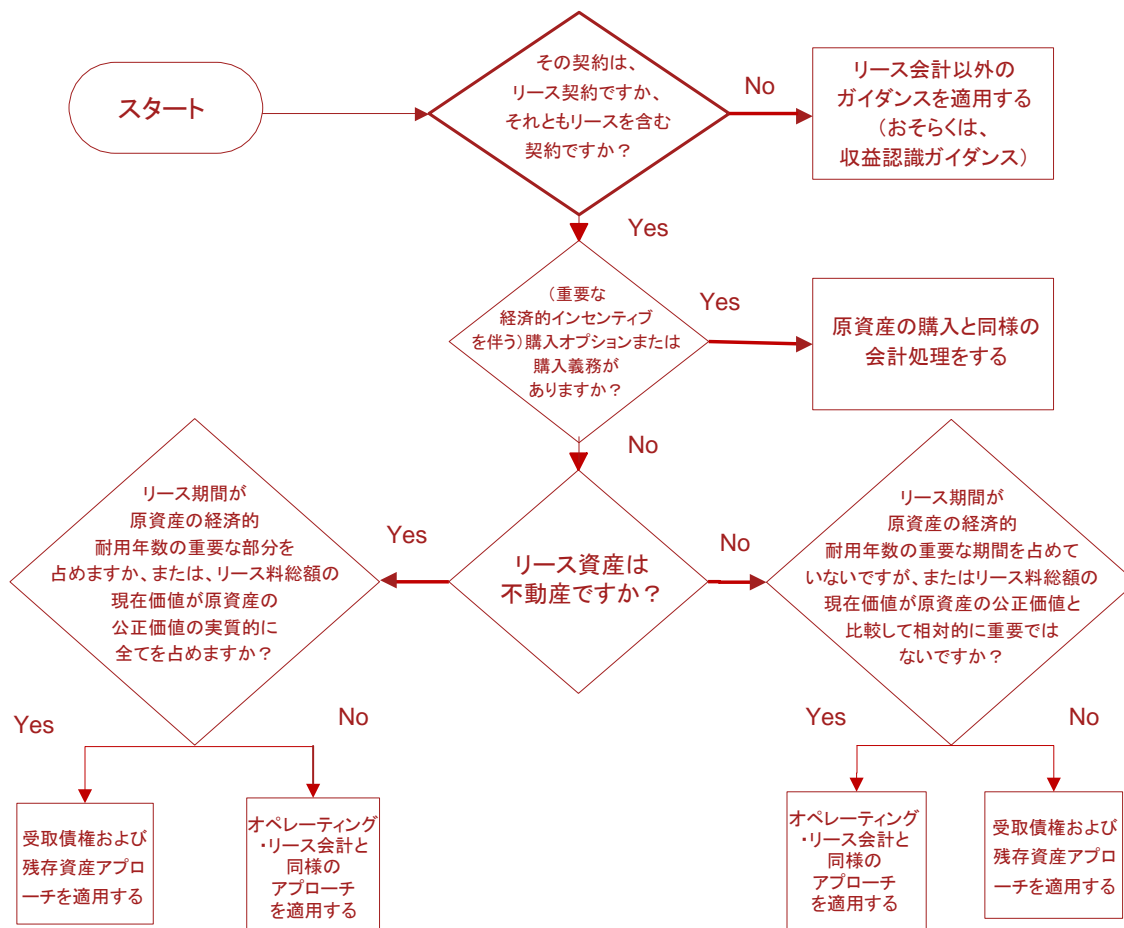 スタート
その契約は、
リース契約ですか、
それともリースを含む
契約ですか？
No
リース会計以外の
ガイダンスを適用する
（おそらくは、
収益認識ガイダンス）
Yes
（重要な
経済的インセンティブ
を伴う）購入オプションまたは
購入義務が
ありますか？
Yes
原資産の購入と同様の
会計処理をする
No
リース期間が
原資産の経済的
耐用年数の重要な部分を
占めますか、または、リース料総額の
現在価値が原資産の
公正価値の実質的に
全てを占めますか？
Yes
リース資産は
不動産ですか？
No
リース期間が
原資産の経済的
耐用年数の重要な期間を占めて
いないですが、またはリース料総額の
現在価値が原資産の公正価値と
比較して相対的に重要では
ないですか？
Yes
No
Yes
No
受取債権および
残存資産アプロ
ーチを適用する
オペレーティング
・リース会計と
同様の
アプローチ
を適用する
オペレーティング
・リース会計と
同様の
アプローチ
を適用する
受取債権および
残存資産アプロ
ーチを適用する